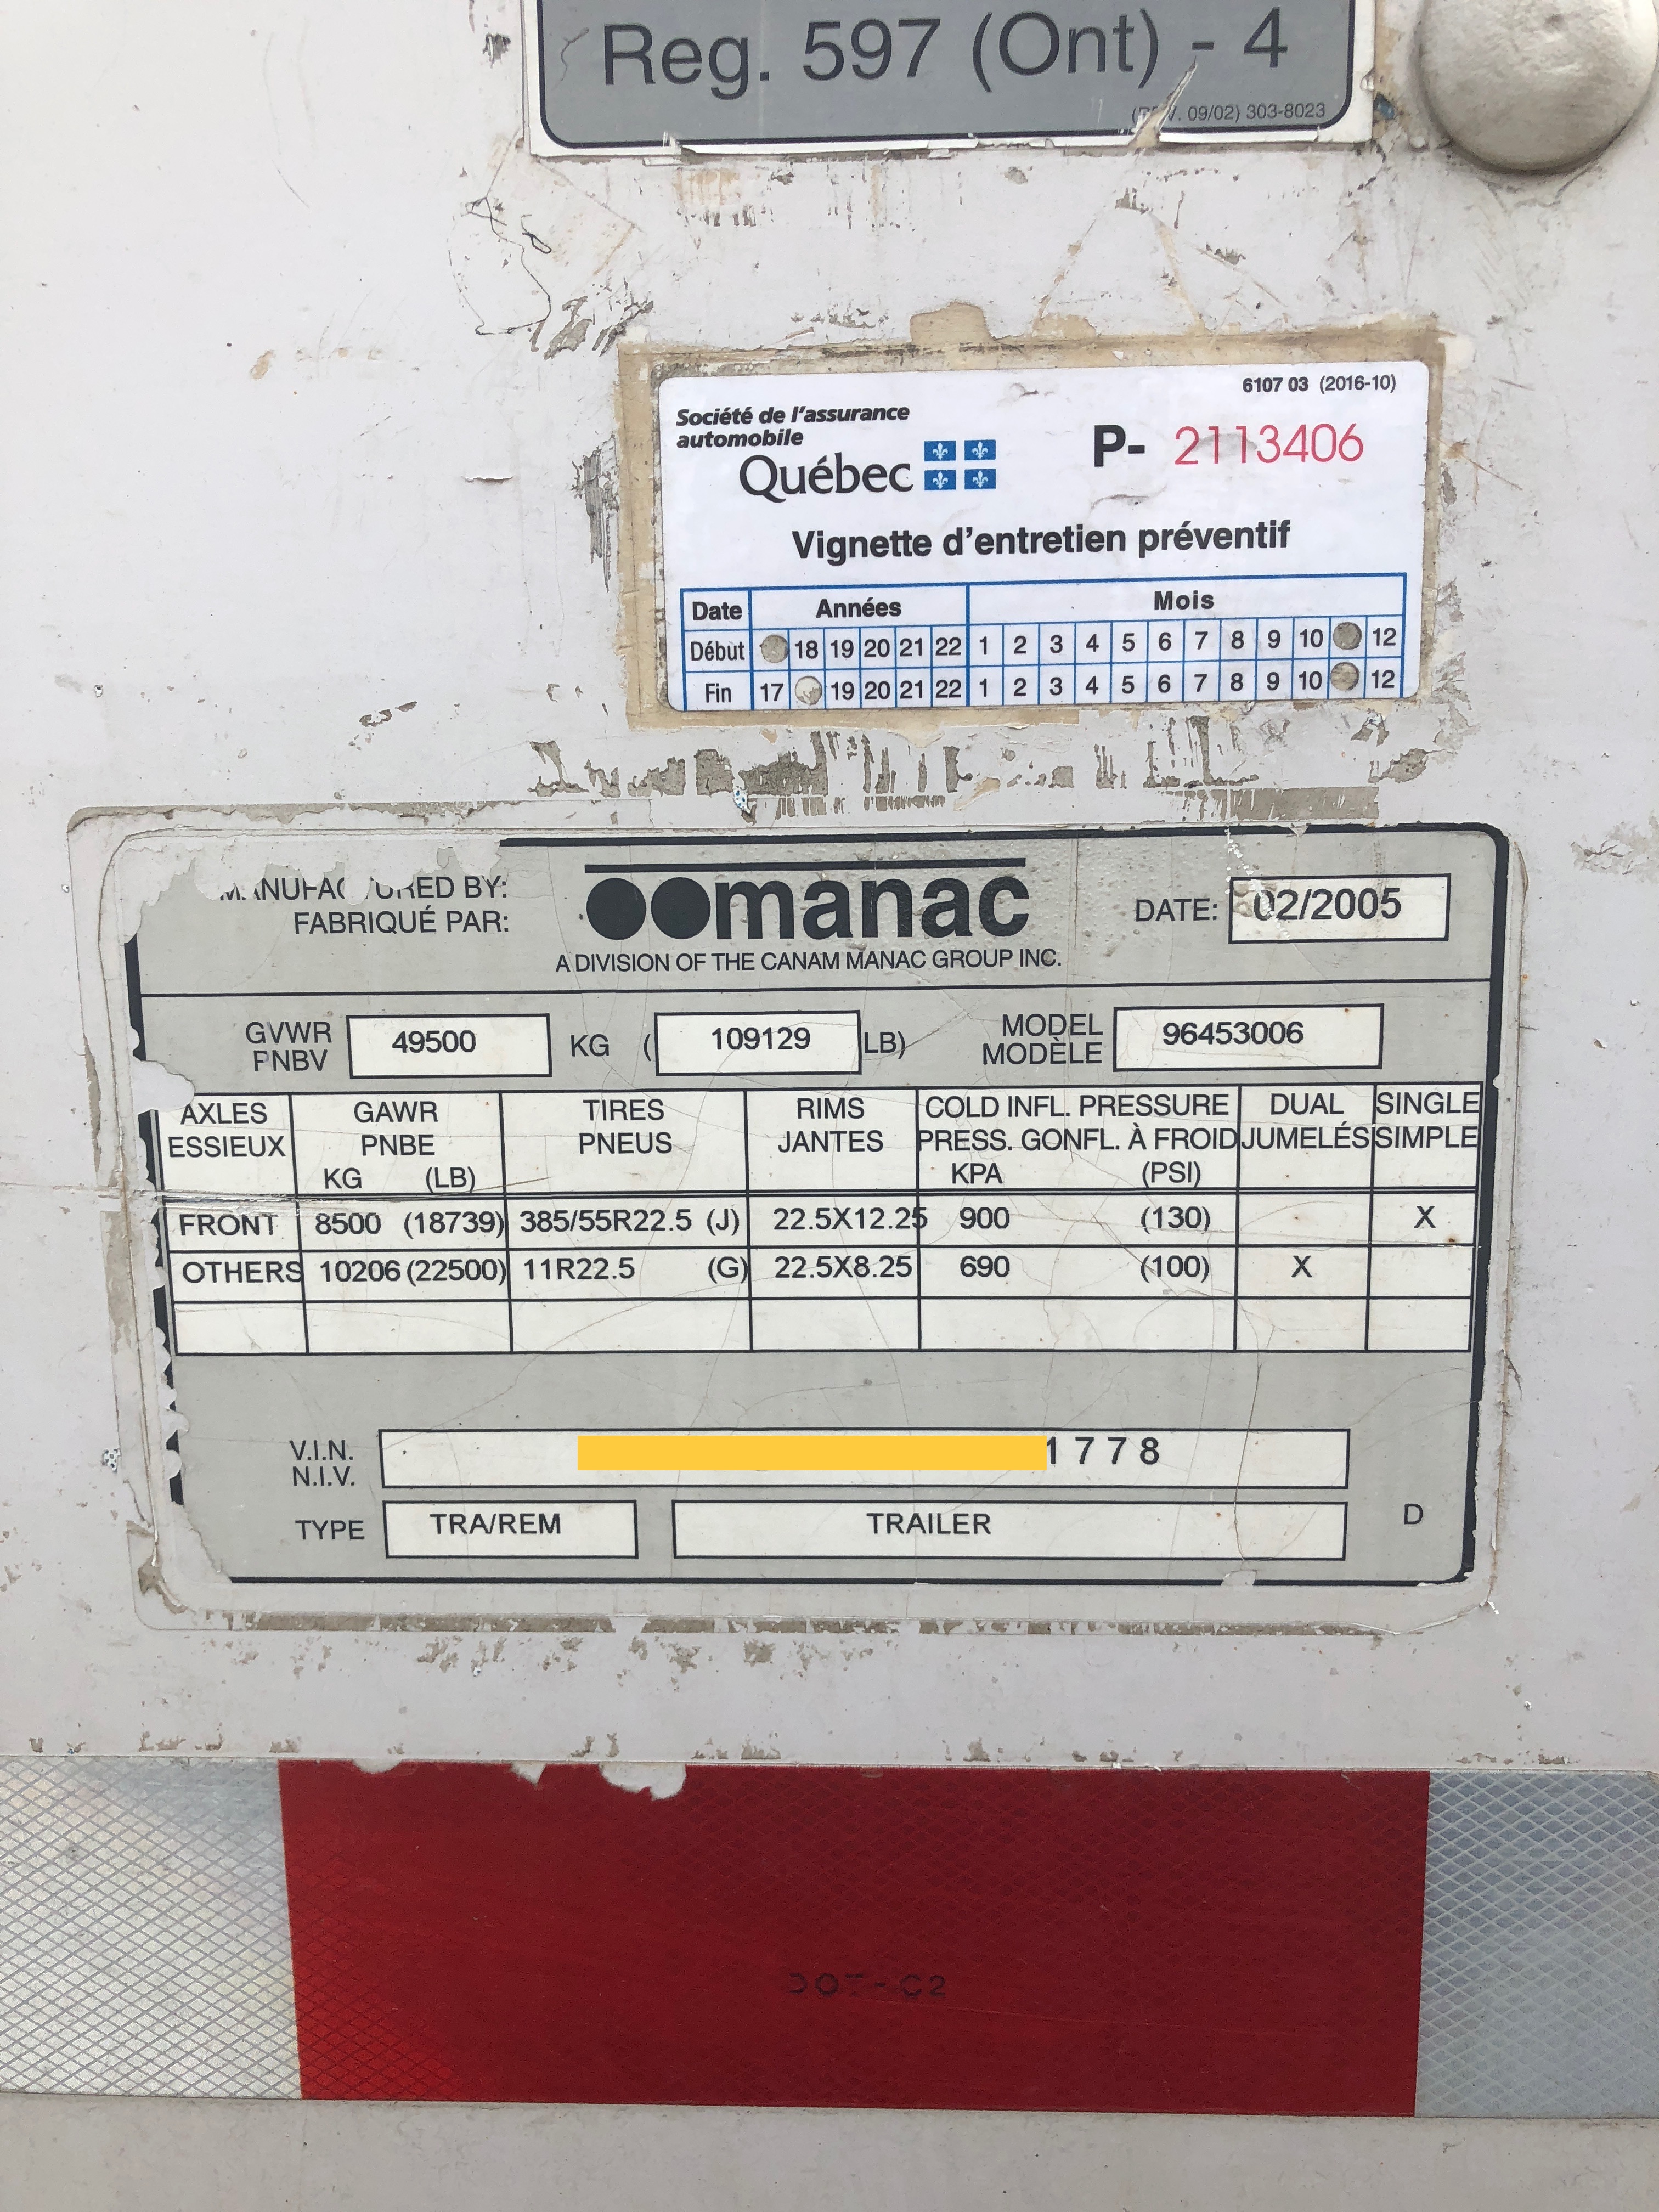 Reg. 597 (Ont) - 4
09/02) 303-8023
6107 03 (2016-10)
Société de l'assurance
automobile
Québec
P- 2113406
Vignette d'entretien préventif
Date Années Mois
Début 18 19 20 21 22 1 2 3 4 5 6 7 8 9 10 12
Fin 17 19 20 21 22 1 2 3 4 5 6 7 8 9 10 12
MANUFACTURED BY:
FABRIQUÉ PAR:
manac
A DIVISION OF THE CANAM MANAC GROUP INC.
DATE: 02/2005
GVWR
PNBV
49500 KG ( 109129 LB)
MODEL
MODÈLE
96453006
AXLES
ESSIEUX
GAWR
PNBE
KG (LB)
TIRES
PNEUS
RIMS
JANTES
COLD INFL. PRESSURE
PRESS. GONFL. À FROID
KPA (PSI)
DUAL
JUMELÉS
SINGLE
SIMPLE
FRONT 8500 (18739) 385/55R22.5 (J) 22.5X12.25 900 (130) X
OTHERS 10206 (22500) 11R22.5 (G) 22.5X8.25 690 (100) X
V.I.N.
N.I.V.
1778
TYPE TRA/REM TRAILER D
DOT-C2